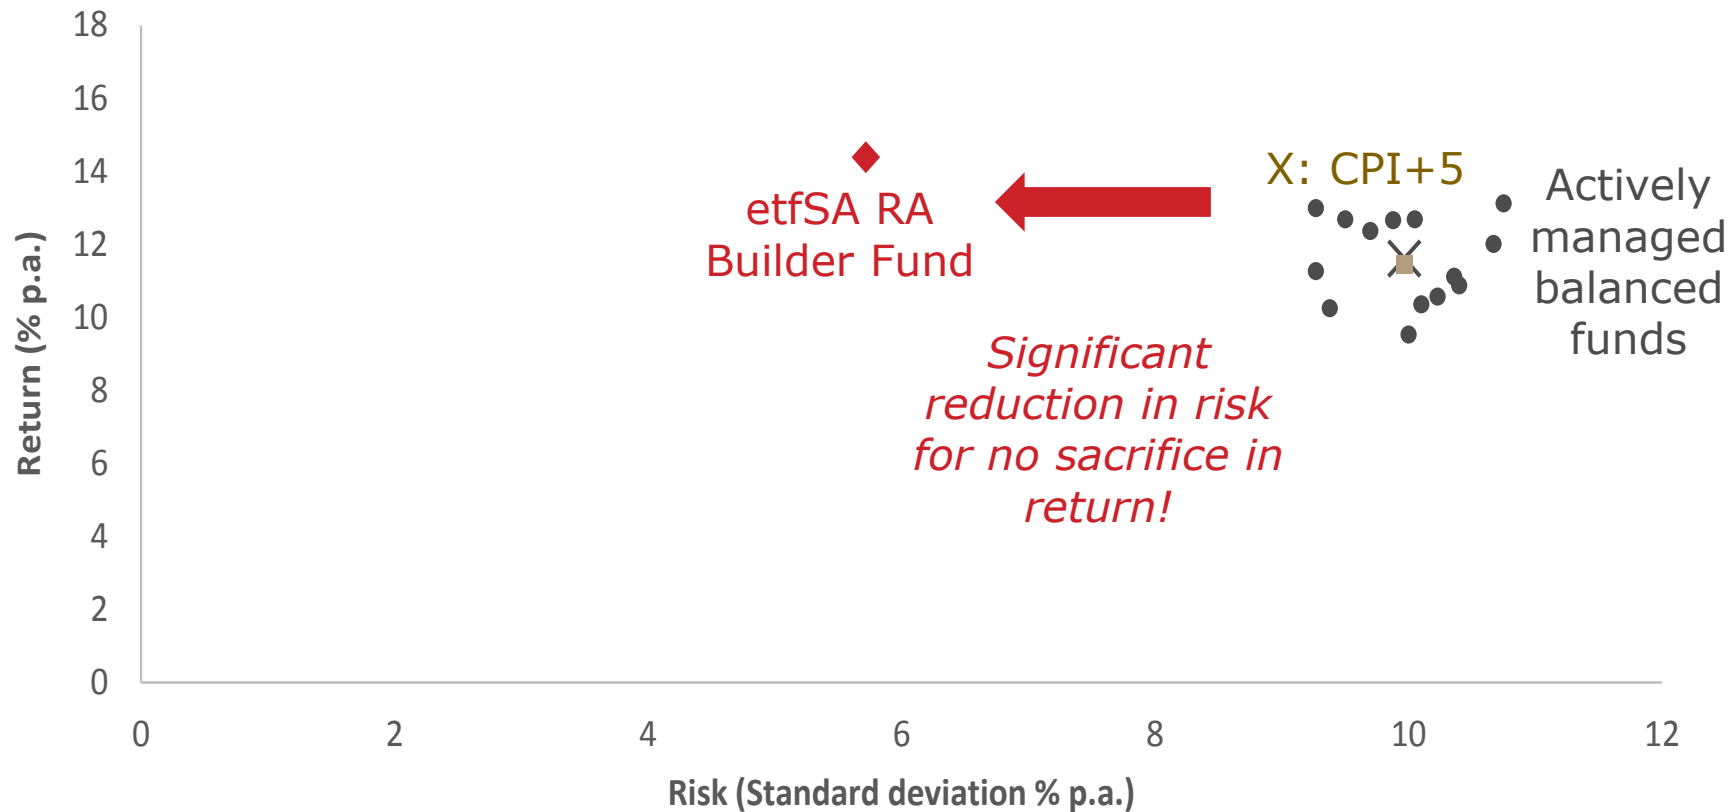 18
16
14
12
10
8
6
4
2
0
Return (% p.a.)
etfSA RA
Builder Fund
X: CPI+5
Actively
managed
balanced
funds
Significant
reduction in risk
for no sacrifice in
return!
0
2
4
6
8
10
12
Risk (Standard deviation % p.a.)